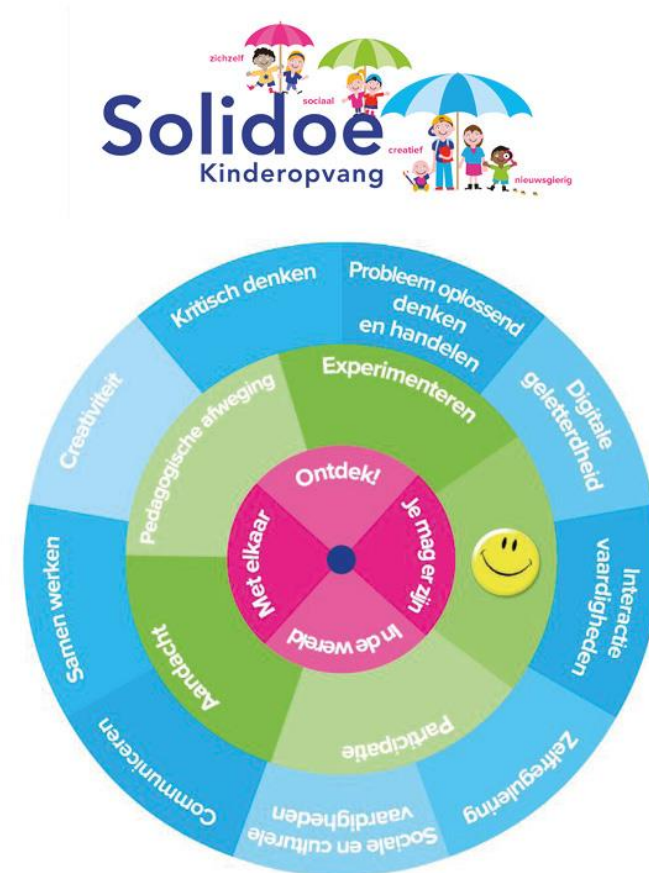 zichzelf
sociaal
Solidoe
creatief
Kinderopvang
nieuwsgierig
Kritisch denken
Probleem oplossend
denken
en handelen
Digitale
geletterdheid
Interactie
vaardigheden
Zelfregulering
Sociale en culturele
vaardigheden
Communiceren
Samen werken
Creativiteit
Pedagogische afweging
Experimenteren
Participatie
Aandacht
Ontdek!
Je mag er zijn
In de wereld
Met elkaar